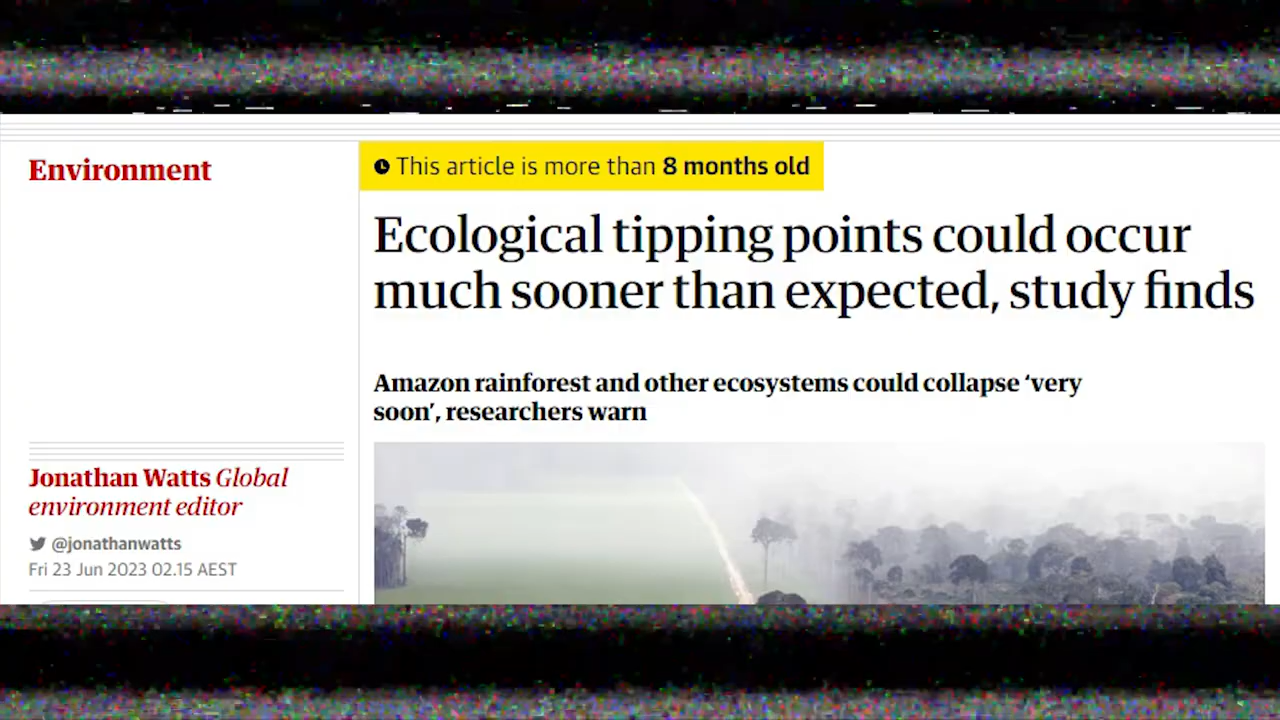 Environment
This article is more than 8 months old
Ecological tipping points could occur
much sooner than expected, study finds
Amazon rainforest and other ecosystems could collapse ‘very
soon’, researchers warn
Jonathan Watts Global
environment editor
@jonathanwatts
Fri 23 Jun 2023 02.15 AEST